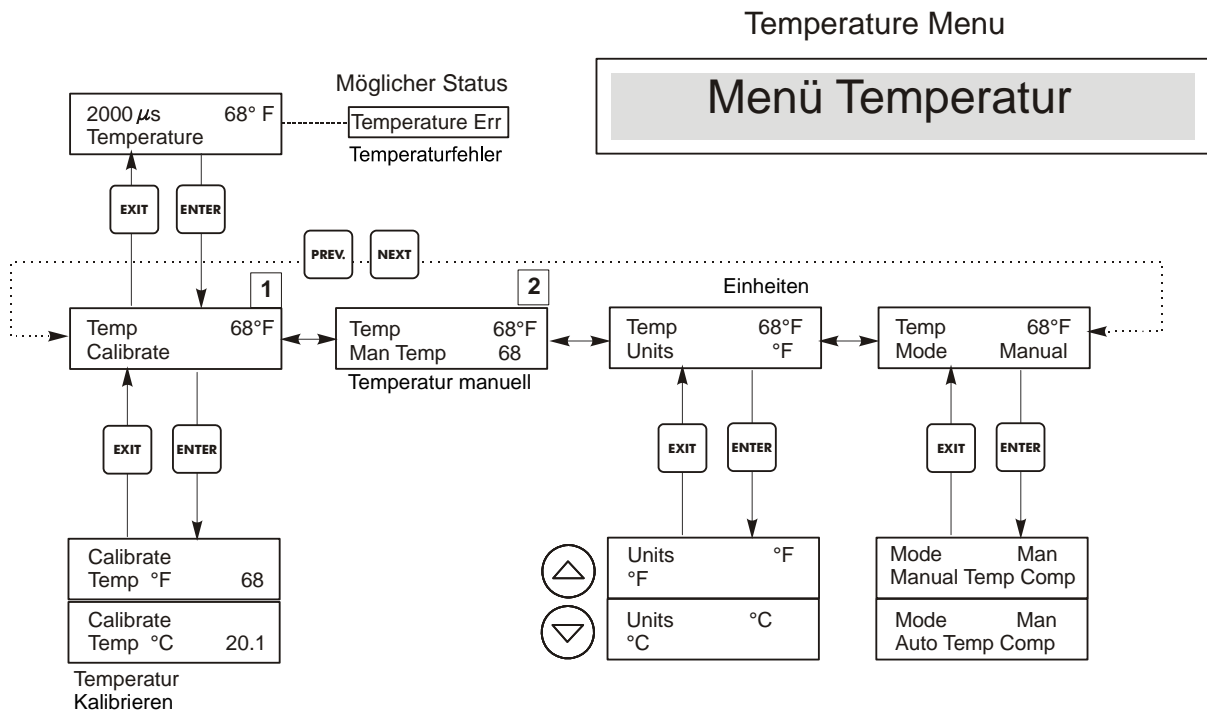 Temperature Menu
Menü Temperatur
Möglicher Status
2000 µs 68° F
Temperature
Temperature Err
Temperaturfehler
EXIT ENTER
PREV. NEXT
1
2
Einheiten
Temp 68°F
Calibrate
Temp 68°F
Man Temp 68
Temperatur manuell
Temp 68°F
Units °F
Temp 68°F
Mode Manual
EXIT ENTER
EXIT ENTER
EXIT ENTER
Calibrate
Temp °F 68
Calibrate
Temp °C 20.1
Temperatur
Kalibrieren
Units °F
°F
Units °C
°C
Mode Man
Manual Temp Comp
Mode Man
Auto Temp Comp